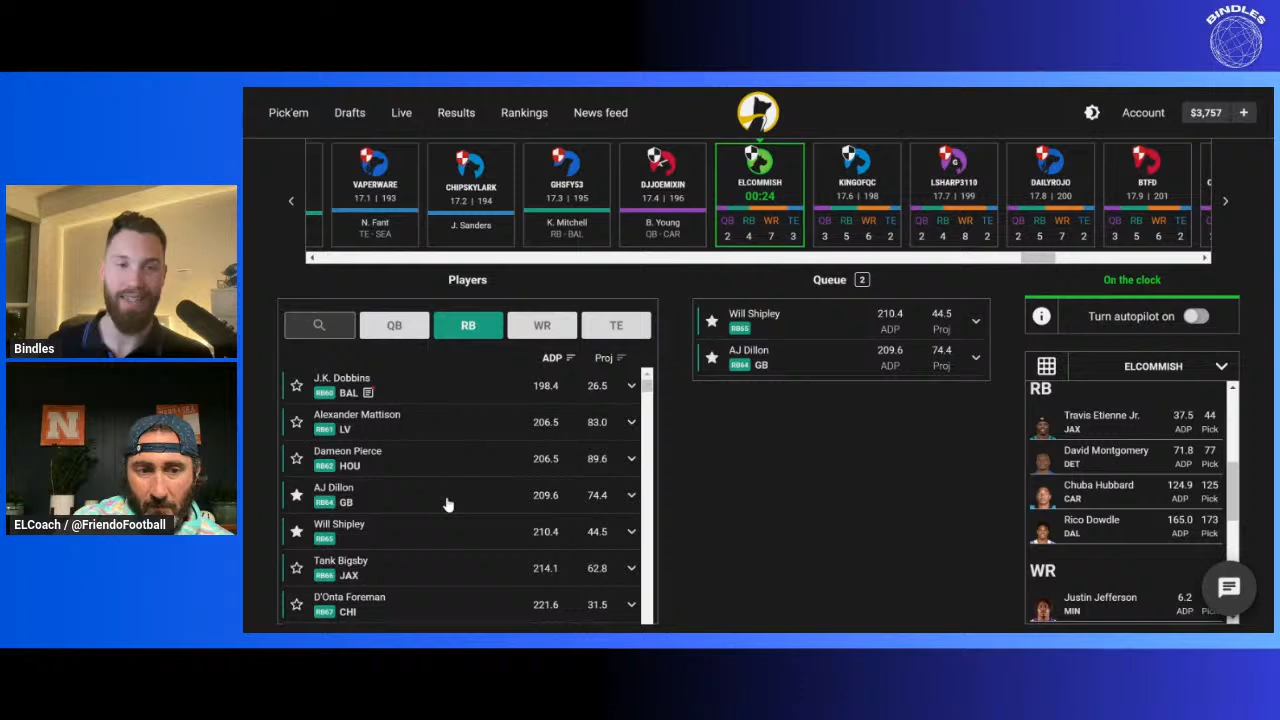 BINDLES
Pick'em Drafts Live Results Rankings News feed
Account $3,757 +
VAPERWARE
17.1 | 193
N. Fant
TE - SEA
CHIPSKYLARK
17.2 | 194
J. Sanders
GHSFY53
17.3 | 195
K. Mitchell
RB - BAL
DJJOEMIXIN
17.4 | 196
B. Young
QB - CAR
ELCOMMISH
00:24
QB RB WR TE
2 4 7 3
KINGOFQC
17.6 | 198
QB RB WR TE
3 5 6 2
LSHARP3110
17.7 | 199
QB RB WR TE
2 4 8 2
DAILYROJO
17.8 | 200
QB RB WR TE
2 5 7 2
BTFD
17.9 | 201
QB RB WR TE
3 5 6 2
Players
QB RB WR TE
ADP Proj
J.K. Dobbins 198.4 26.5
RB60 BAL
Alexander Mattison 206.5 83.0
RB61 LV
Dameon Pierce 206.5 89.6
RB62 HOU
AJ Dillon 209.6 74.4
RB64 GB
Will Shipley 210.4 44.5
RB65
Tank Bigsby 214.1 62.8
RB66 JAX
D'Onta Foreman 221.6 31.5
RB67 CHI
Queue 2
Will Shipley 210.4 44.5
RB65 ADP Proj
AJ Dillon 209.6 74.4
RB64 GB ADP Proj
On the clock
Turn autopilot on
ELCOMMISH
RB
Travis Etienne Jr. 37.5 44
JAX ADP Pick
David Montgomery 71.8 77
DET ADP Pick
Chuba Hubbard 124.9 125
CAR ADP Pick
Rico Dowdle 165.0 173
DAL ADP Pick
WR
Justin Jefferson 6.2
MIN ADP
Bindles
N
ELCoach / @FriendoFootball